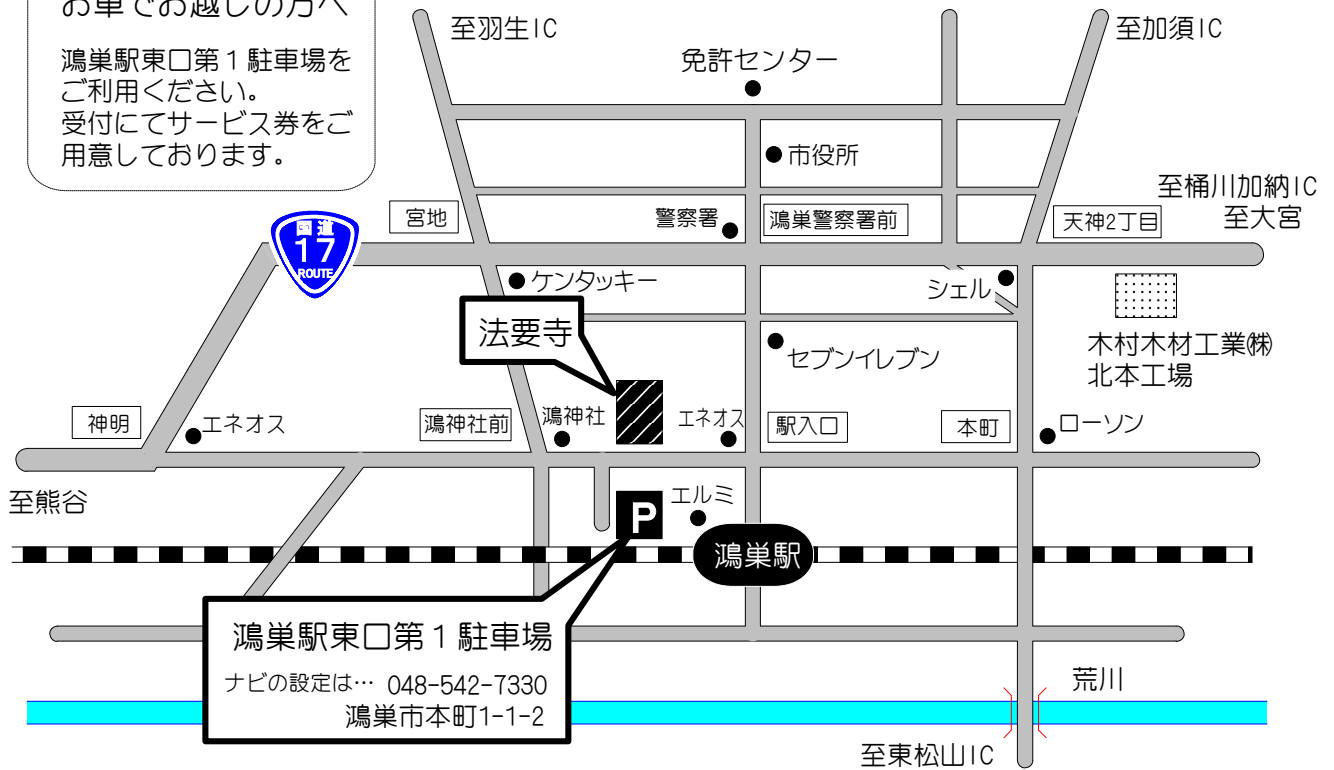 お車でお越しの方へ
鴻巣駅東口第1駐車場を
ご利用ください。
受付にてサービス券をご
用意しております。
至羽生IC
免許センター
至加須IC
市役所
至桶川加納IC
至大宮
宮地
警察署
鴻巣警察署前
天神2丁目
国道
17
ROUTE
ケンタッキー
シェル
法要寺
セブンイレブン
木村木材工業㈱
北本工場
神明
エネオス
鴻神社前
鴻神社
エネオス
駅入口
本町
ローソン
至熊谷
エルミ
P
鴻巣駅
鴻巣駅東口第1駐車場
ナビの設定は… 048-542-7330
鴻巣市本町1-1-2
荒川
至東松山IC